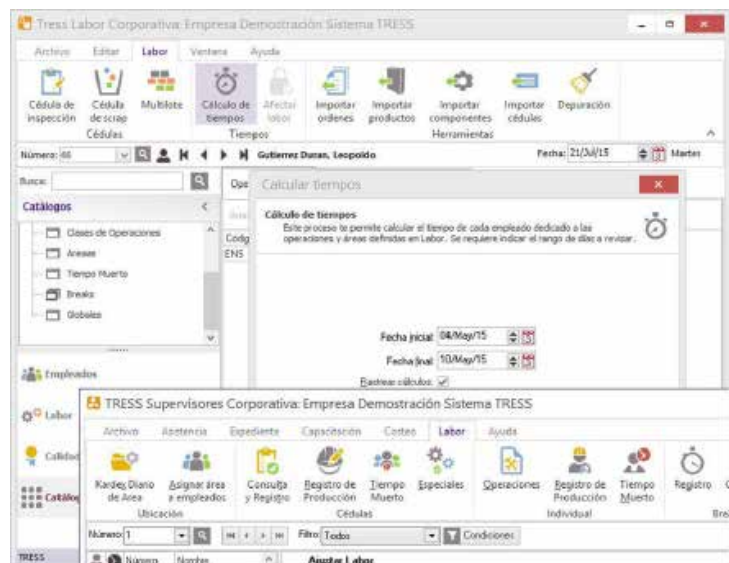 Tress Labor Corporativa: Empresa Demostración Sistema TRESS
Archivo Editar Labor Ventana Ayuda
Cédula de inspección Cédula de scrap Multilote Cálculo de tiempos Afectar labor Importar ordenes Importar productos Importar componentes Importar cédulas Depuración
Cédulas Tiempos Herramientas
Número: 66 Gutierrez Duran, Leopoldo Fecha: 21/Jul/15 Martes
Busca:
Catálogos
Clases de Operaciones
Areas
Tiempo Muerto
Breaks
Globales
Empleados
Labor
Calidad
TRESS
Ope
Codig
ENS
Calcular tiempos
Cálculo de tiempos
Este proceso te permite calcular el tiempo de cada empleado dedicado a las
operaciones y áreas definidas en Labor. Se requiere indicar el rango de días a revisar.
Fecha inicial: 04/May/15
Fecha final: 10/May/15
Rastrear cálculos:
TRESS Supervisores Corporativa: Empresa Demostración Sistema TRESS
Archivo Asistencia Expediente Capacitación Costeo Labor Ayuda
Kardex Diario de Area Asignar área a empleados Consulta y Registro Registro de Producción Tiempo Muerto Especiales Operaciones Registro de Producción Tiempo Muerto Registro
Ubicación Cédulas Individual Bre
Número: 1 Filtro: Todos Condiciones
Número Nombre Ajustar Labor